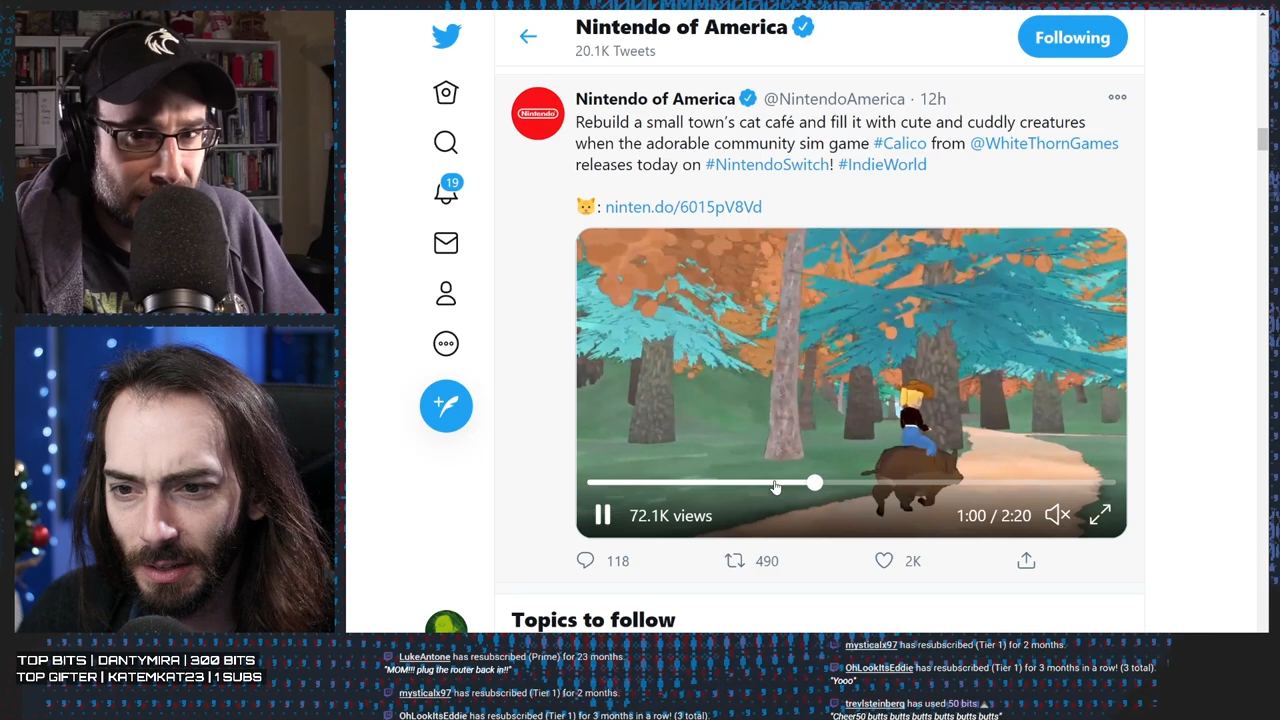 Nintendo of America
20.1K Tweets
Following
Nintendo
Nintendo of America @NintendoAmerica · 12h
Rebuild a small town's cat café and fill it with cute and cuddly creatures
when the adorable community sim game #Calico from @WhiteThornGames
releases today on #NintendoSwitch! #IndieWorld
: ninten.do/6015pV8Vd
19
72.1K views
1:00 / 2:20
118
490
2K
Topics to follow
TOP BITS | DANTYMIRA | 300 BITS
TOP GIFTER | KATEMKAT23 | 1 SUBS
LukeAntone has resubscribed (Prime) for 23 months.
"MOM!!! plug the router back in!!"
mysticalx97 has resubscribed (Tier 1) for 2 months.
OhLookItsEddie has resubscribed (Tier 1) for 3 months in a row! (3 total).
mysticalx97 has resubscribed (Tier 1) for 2 months.
OhLookItsEddie has resubscribed (Tier 1) for 3 months in a row! (3 total).
"Yooo"
trevlsteinberg has used 50 bits
"Cheer50 butts butts butts butts butts butts"